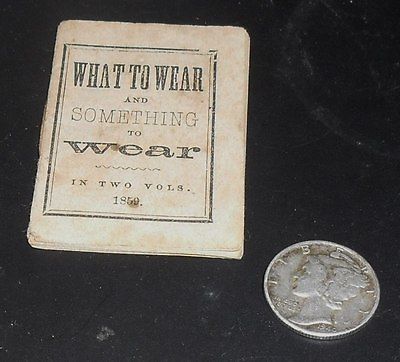 WHAT TO WEAR
AND
SOMETHING
TO
Wear
IN TWO VOLS.
1859.